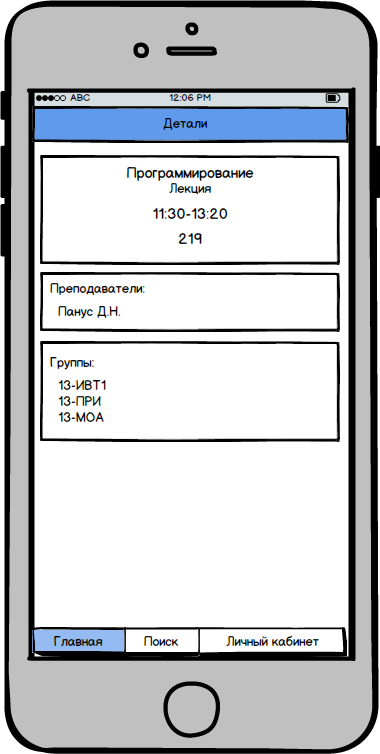 ABC 12:06 PM
Детали
Программирование
Лекция
11:30-13:20
219
Преподаватели:
Панус Д.Н.
Группы:
13-ИВТ1
13-ПРИ
13-МОА
Главная Поиск Личный кабинет